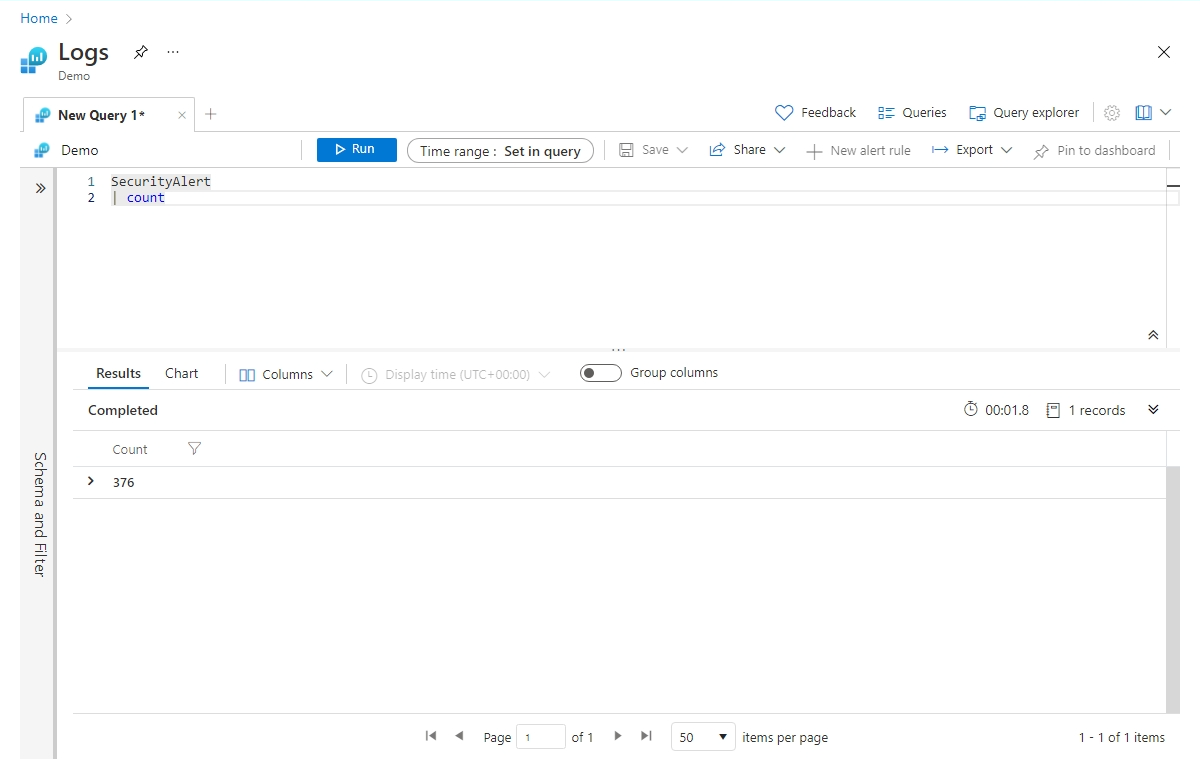 Home
Logs
Demo
New Query 1*
Feedback
Queries
Query explorer
Demo
Run
Time range : Set in query
Save
Share
New alert rule
Export
Pin to dashboard
1 SecurityAlert
2 | count
Results
Chart
Columns
Display time (UTC+00:00)
Group columns
Completed
00:01.8
1 records
Count
376
Schema and Filter
Page 1 of 1
50 items per page
1 - 1 of 1 items